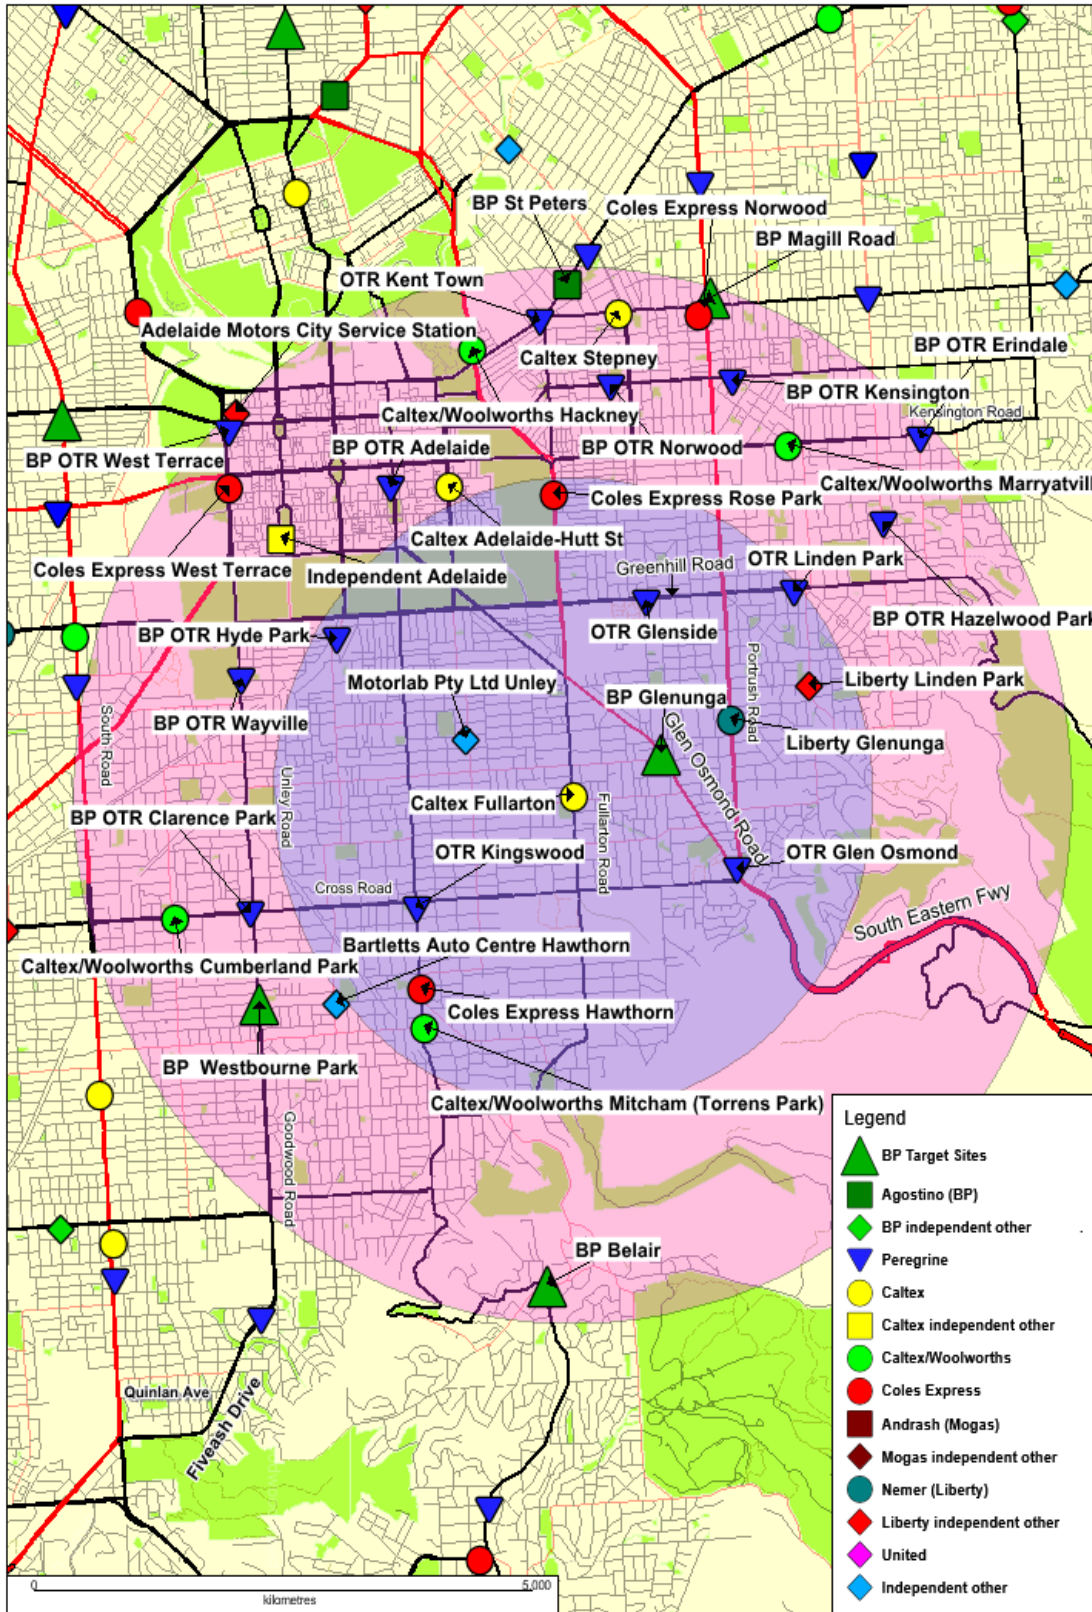 BP St Peters
Coles Express Norwood
BP Magill Road
OTR Kent Town
Adelaide Motors City Service Station
Caltex Stepney
BP OTR Erindale
BP OTR Kensington
Kensington Road
Caltex/Woolworths Hackney
BP OTR Adelaide
BP OTR Norwood
BP OTR West Terrace
Caltex/Woolworths Marryatvill
Coles Express Rose Park
Caltex Adelaide-Hutt St
Coles Express West Terrace
Independent Adelaide
Greenhill Road
OTR Linden Park
BP OTR Hazelwood Park
OTR Glenside
BP OTR Hyde Park
Motorlab Pty Ltd Unley
BP Glenunga
Portrush Road
Liberty Linden Park
BP OTR Wayville
South Road
Glen Osmond Road
Liberty Glenunga
Unley Road
Caltex Fullarton
Fullarton Road
BP OTR Clarence Park
OTR Kingswood
OTR Glen Osmond
Cross Road
South Eastern Fwy
Bartletts Auto Centre Hawthorn
Caltex/Woolworths Cumberland Park
Coles Express Hawthorn
BP Westbourne Park
Caltex/Woolworths Mitcham (Torrens Park)
Goodwood Road
BP Belair
Quinlan Ave
Fiveash Drive
Legend
BP Target Sites
Agostino (BP)
BP independent other
Peregrine
Caltex
Caltex independent other
Caltex/Woolworths
Coles Express
Andrash (Mogas)
Mogas independent other
Nemer (Liberty)
Liberty independent other
United
Independent other
0 5,000
kilometres